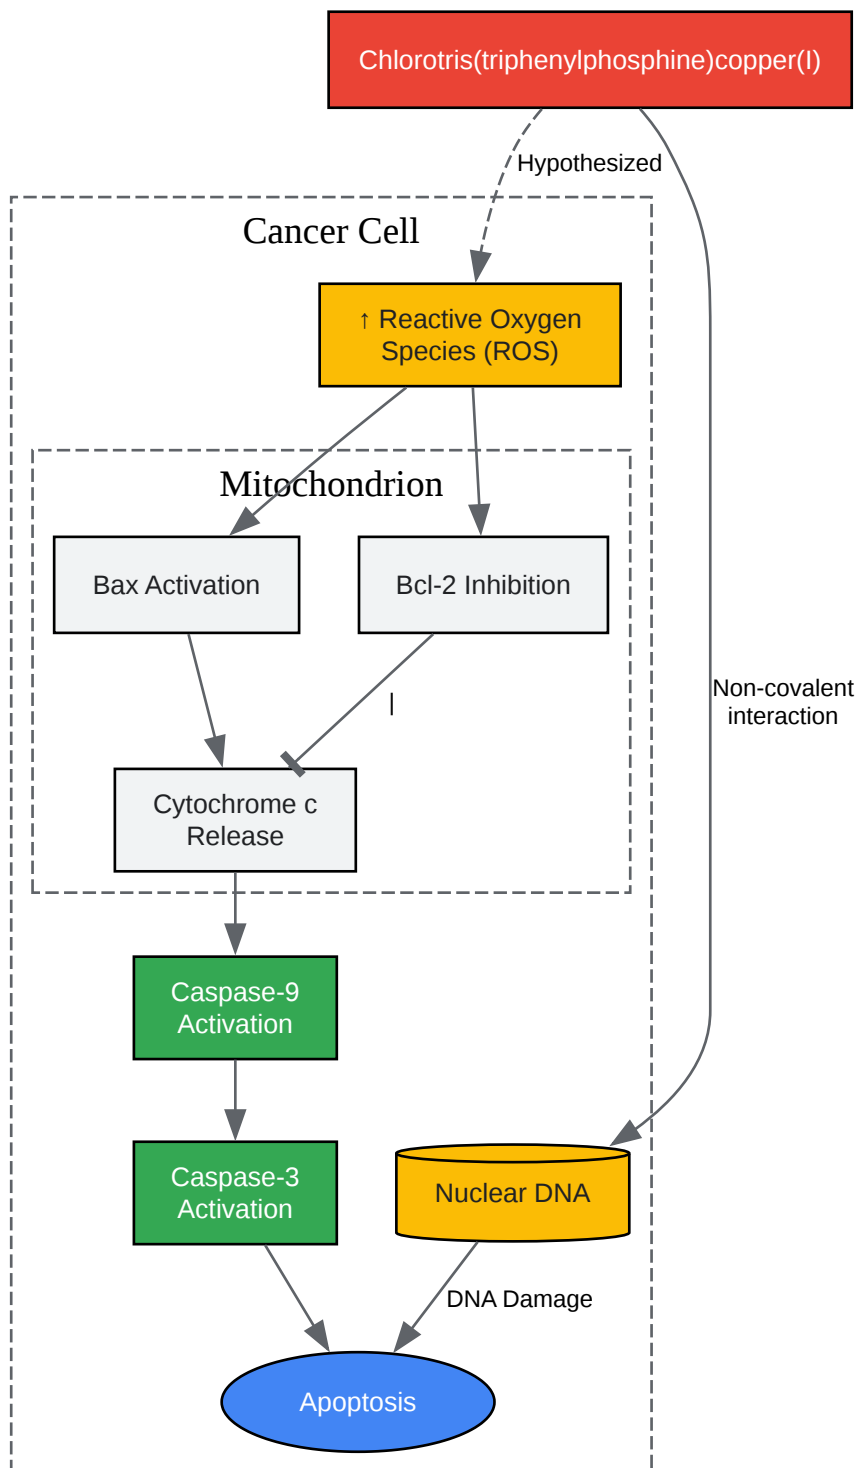 Chlorotris(triphenylphosphine)copper(I)
Hypothesized
Cancer Cell
↑ Reactive Oxygen
Species (ROS)
Mitochondrion
Bax Activation
Bcl-2 Inhibition
Non-covalent
interaction
|
Cytochrome c
Release
Caspase-9
Activation
Caspase-3
Activation
Nuclear DNA
DNA Damage
Apoptosis